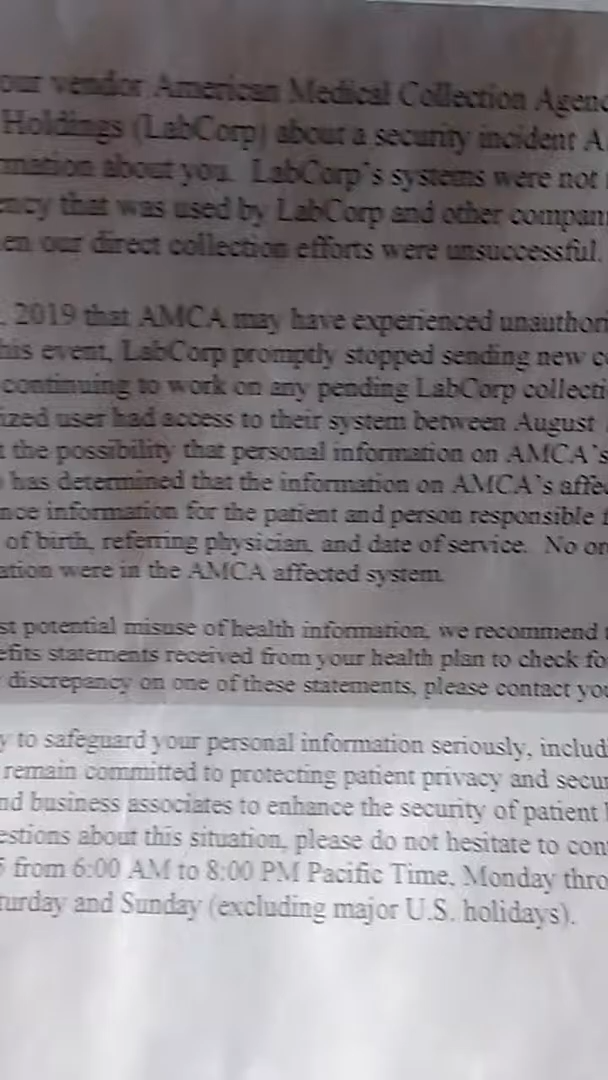 our vendor American Medical Collection Agenc
Holdings (LabCorp) about a security incident A
rmation about you. LabCorp's systems were not
ency that was used by LabCorp and other compan
en our direct collection efforts were unsuccessful.
, 2019 that AMCA may have experienced unauthori
his event, LabCorp promptly stopped sending new c
continuing to work on any pending LabCorp collecti
ized user had access to their system between August
t the possibility that personal information on AMCA's
has determined that the information on AMCA's affec
nce information for the patient and person responsible f
of birth, referring physician, and date of service. No or
ation were in the AMCA affected system.
st potential misuse of health information, we recommend t
efits statements received from your health plan to check fo
discrepancy on one of these statements, please contact you
y to safeguard your personal information seriously, includi
remain committed to protecting patient privacy and secur
nd business associates to enhance the security of patient
estions about this situation, please do not hesitate to con
5 from 6:00 AM to 8:00 PM Pacific Time, Monday thro
turday and Sunday (excluding major U.S. holidays).